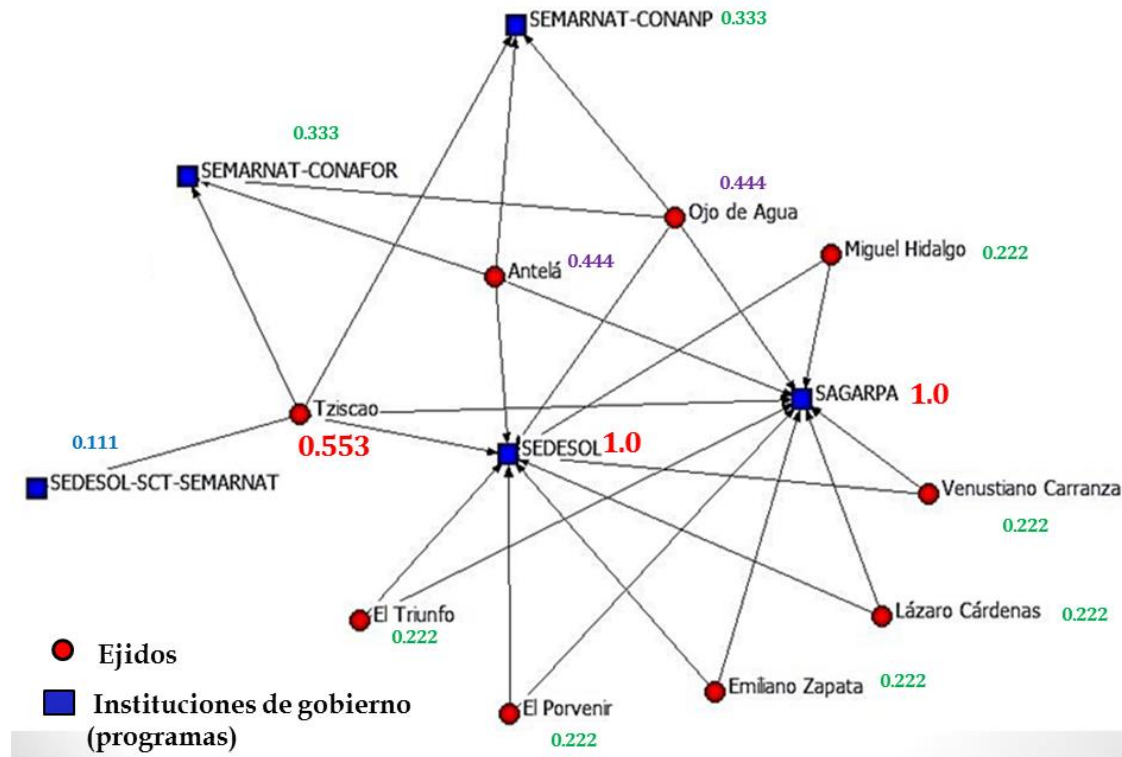 SEMARNAT-CONANP 0.333
0.333
SEMARNAT-CONAFOR
0.444
Ojo de Agua
Miguel Hidalgo 0.222
Antelá 0.444
SAGARPA 1.0
Tziscao
0.553
0.111
SEDESOL 1.0
SEDESOL-SCT-SEMARNAT
Venustiano Carranza
0.222
El Triunfo
0.222
Lázaro Cárdenas 0.222
Emiliano Zapata 0.222
El Porvenir
0.222
Ejidos
Instituciones de gobierno
(programas)